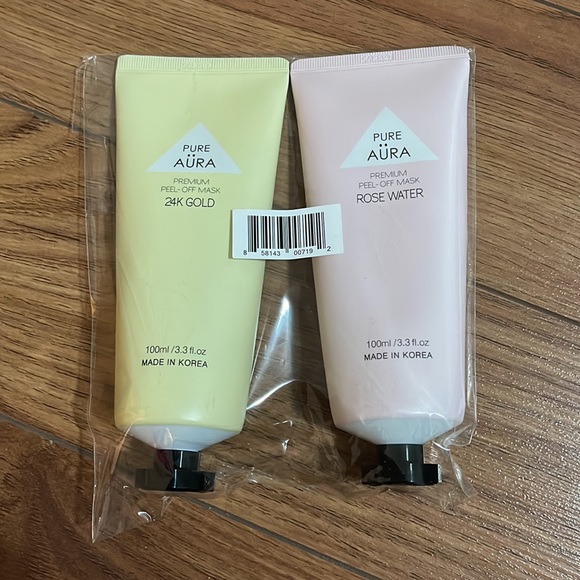 PURE
AÜRA
PREMIUM
PEEL-OFF MASK
24K GOLD
100ml/3.3 fl.oz
MADE IN KOREA
PURE
AÜRA
PREMIUM
PEEL-OFF MASK
ROSE WATER
100ml/3.3 fl.oz
MADE IN KOREA
8 58143 00719 2